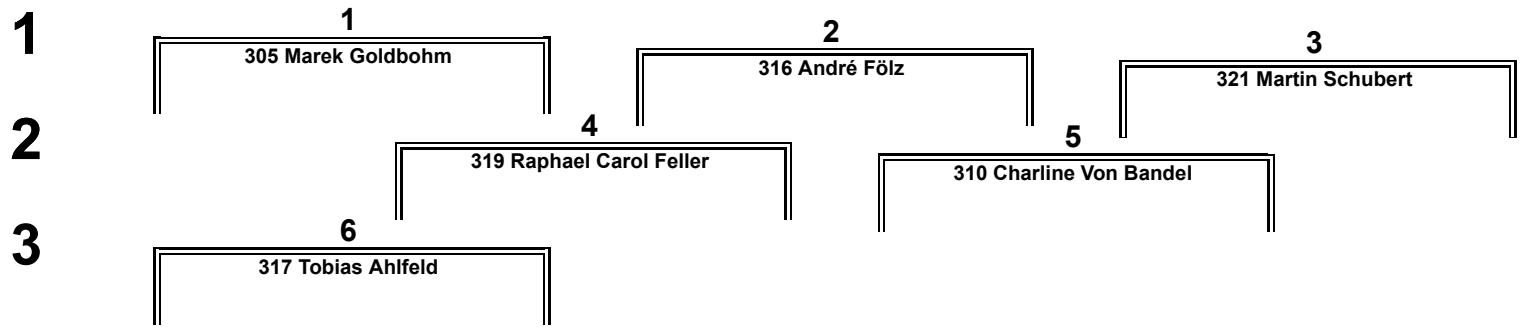 1
1
305 Marek Goldbohm
2
316 André Fölz
3
321 Martin Schubert
2
4
319 Raphael Carol Feller
5
310 Charline Von Bandel
3
6
317 Tobias Ahlfeld